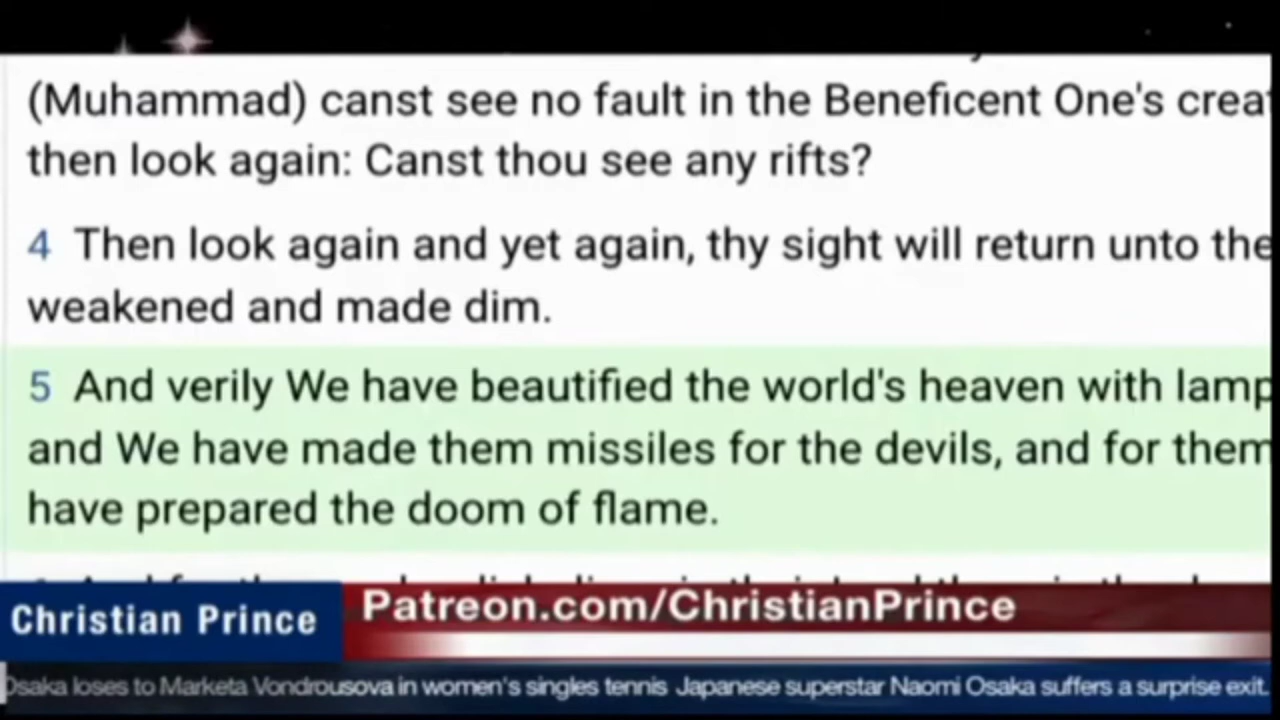 (Muhammad) canst see no fault in the Beneficent One's crea
then look again: Canst thou see any rifts?
4 Then look again and yet again, thy sight will return unto the
weakened and made dim.
5 And verily We have beautified the world's heaven with lamp
and We have made them missiles for the devils, and for them
have prepared the doom of flame.
Christian Prince
Patreon.com/ChristianPrince
Osaka loses to Marketa Vondrousova in women's singles tennis Japanese superstar Naomi Osaka suffers a surprise exit.